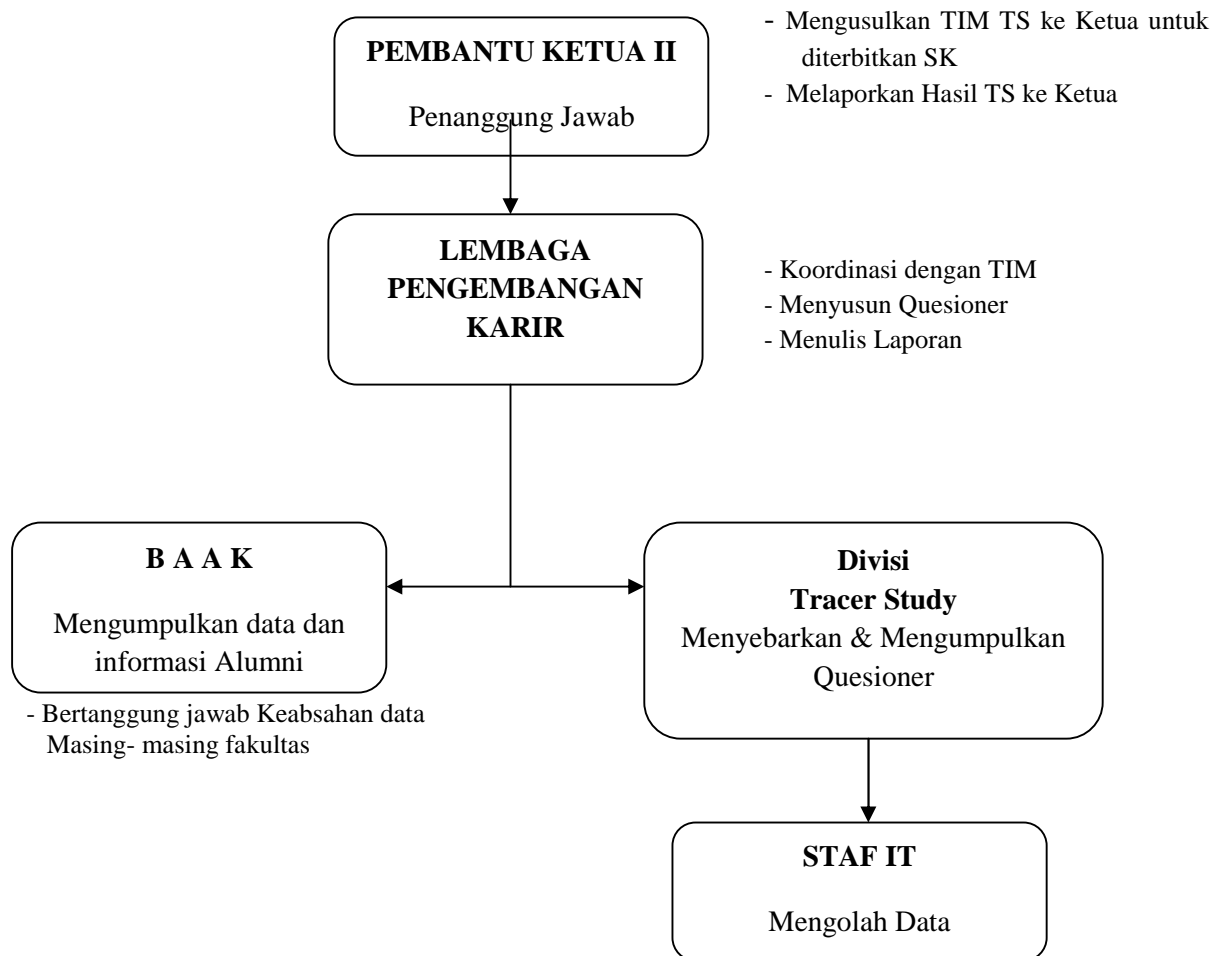 PEMBANTU KETUA II
Penanggung Jawab
- Mengusulkan TIM TS ke Ketua untuk
diterbitkan SK
- Melaporkan Hasil TS ke Ketua
LEMBAGA
PENGEMBANGAN
KARIR
- Koordinasi dengan TIM
- Menyusun Quesioner
- Menulis Laporan
B A A K
Mengumpulkan data dan
informasi Alumni
- Bertanggung jawab Keabsahan data
Masing- masing fakultas
Divisi
Tracer Study
Menyebarkan & Mengumpulkan
Quesioner
STAF IT
Mengolah Data